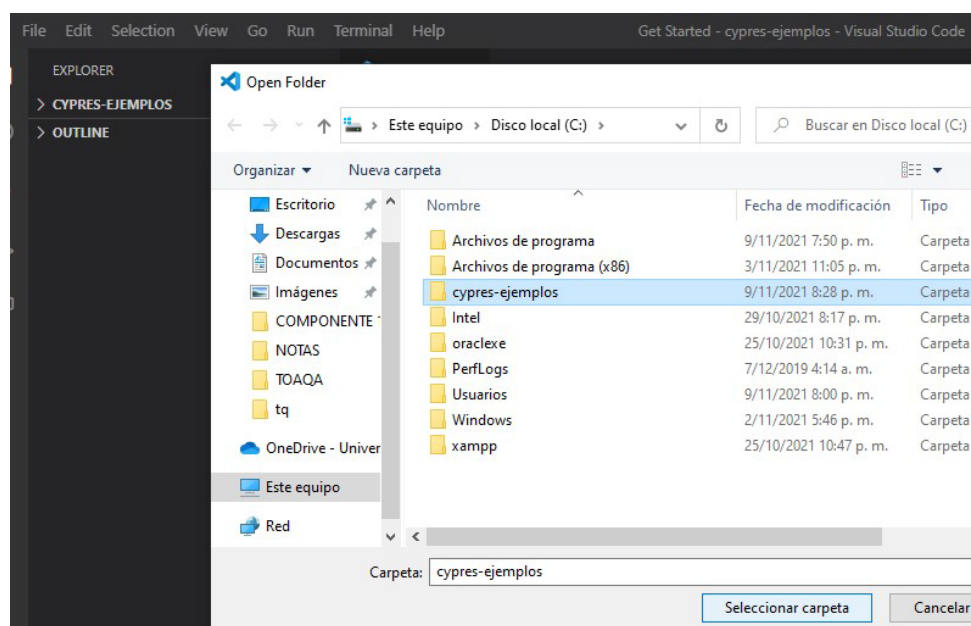 File Edit Selection View Go Run Terminal Help Get Started - cypres-ejemplos - Visual Studio Code
EXPLORER
CYPRES-EJEMPLOS
OUTLINE
Open Folder
Este equipo > Disco local (C:) >
Buscar en Disco local (C:)
Organizar Nueva carpeta
Nombre Fecha de modificación Tipo
Escritorio
Descargas
Documentos
Imágenes
COMPONENTE
NOTAS
TOAQA
tq
OneDrive - Univer
Este equipo
Red
Archivos de programa 9/11/2021 7:50 p. m. Carpeta
Archivos de programa (x86) 3/11/2021 11:05 p. m. Carpeta
cypres-ejemplos 9/11/2021 8:28 p. m. Carpeta
Intel 29/10/2021 8:17 p. m. Carpeta
oraclexe 25/10/2021 10:31 p. m. Carpeta
PerfLogs 7/12/2019 4:14 a. m. Carpeta
Usuarios 9/11/2021 8:00 p. m. Carpeta
Windows 2/11/2021 5:46 p. m. Carpeta
xampp 25/10/2021 10:47 p. m. Carpeta
Carpeta: cypres-ejemplos
Seleccionar carpeta Cancelar